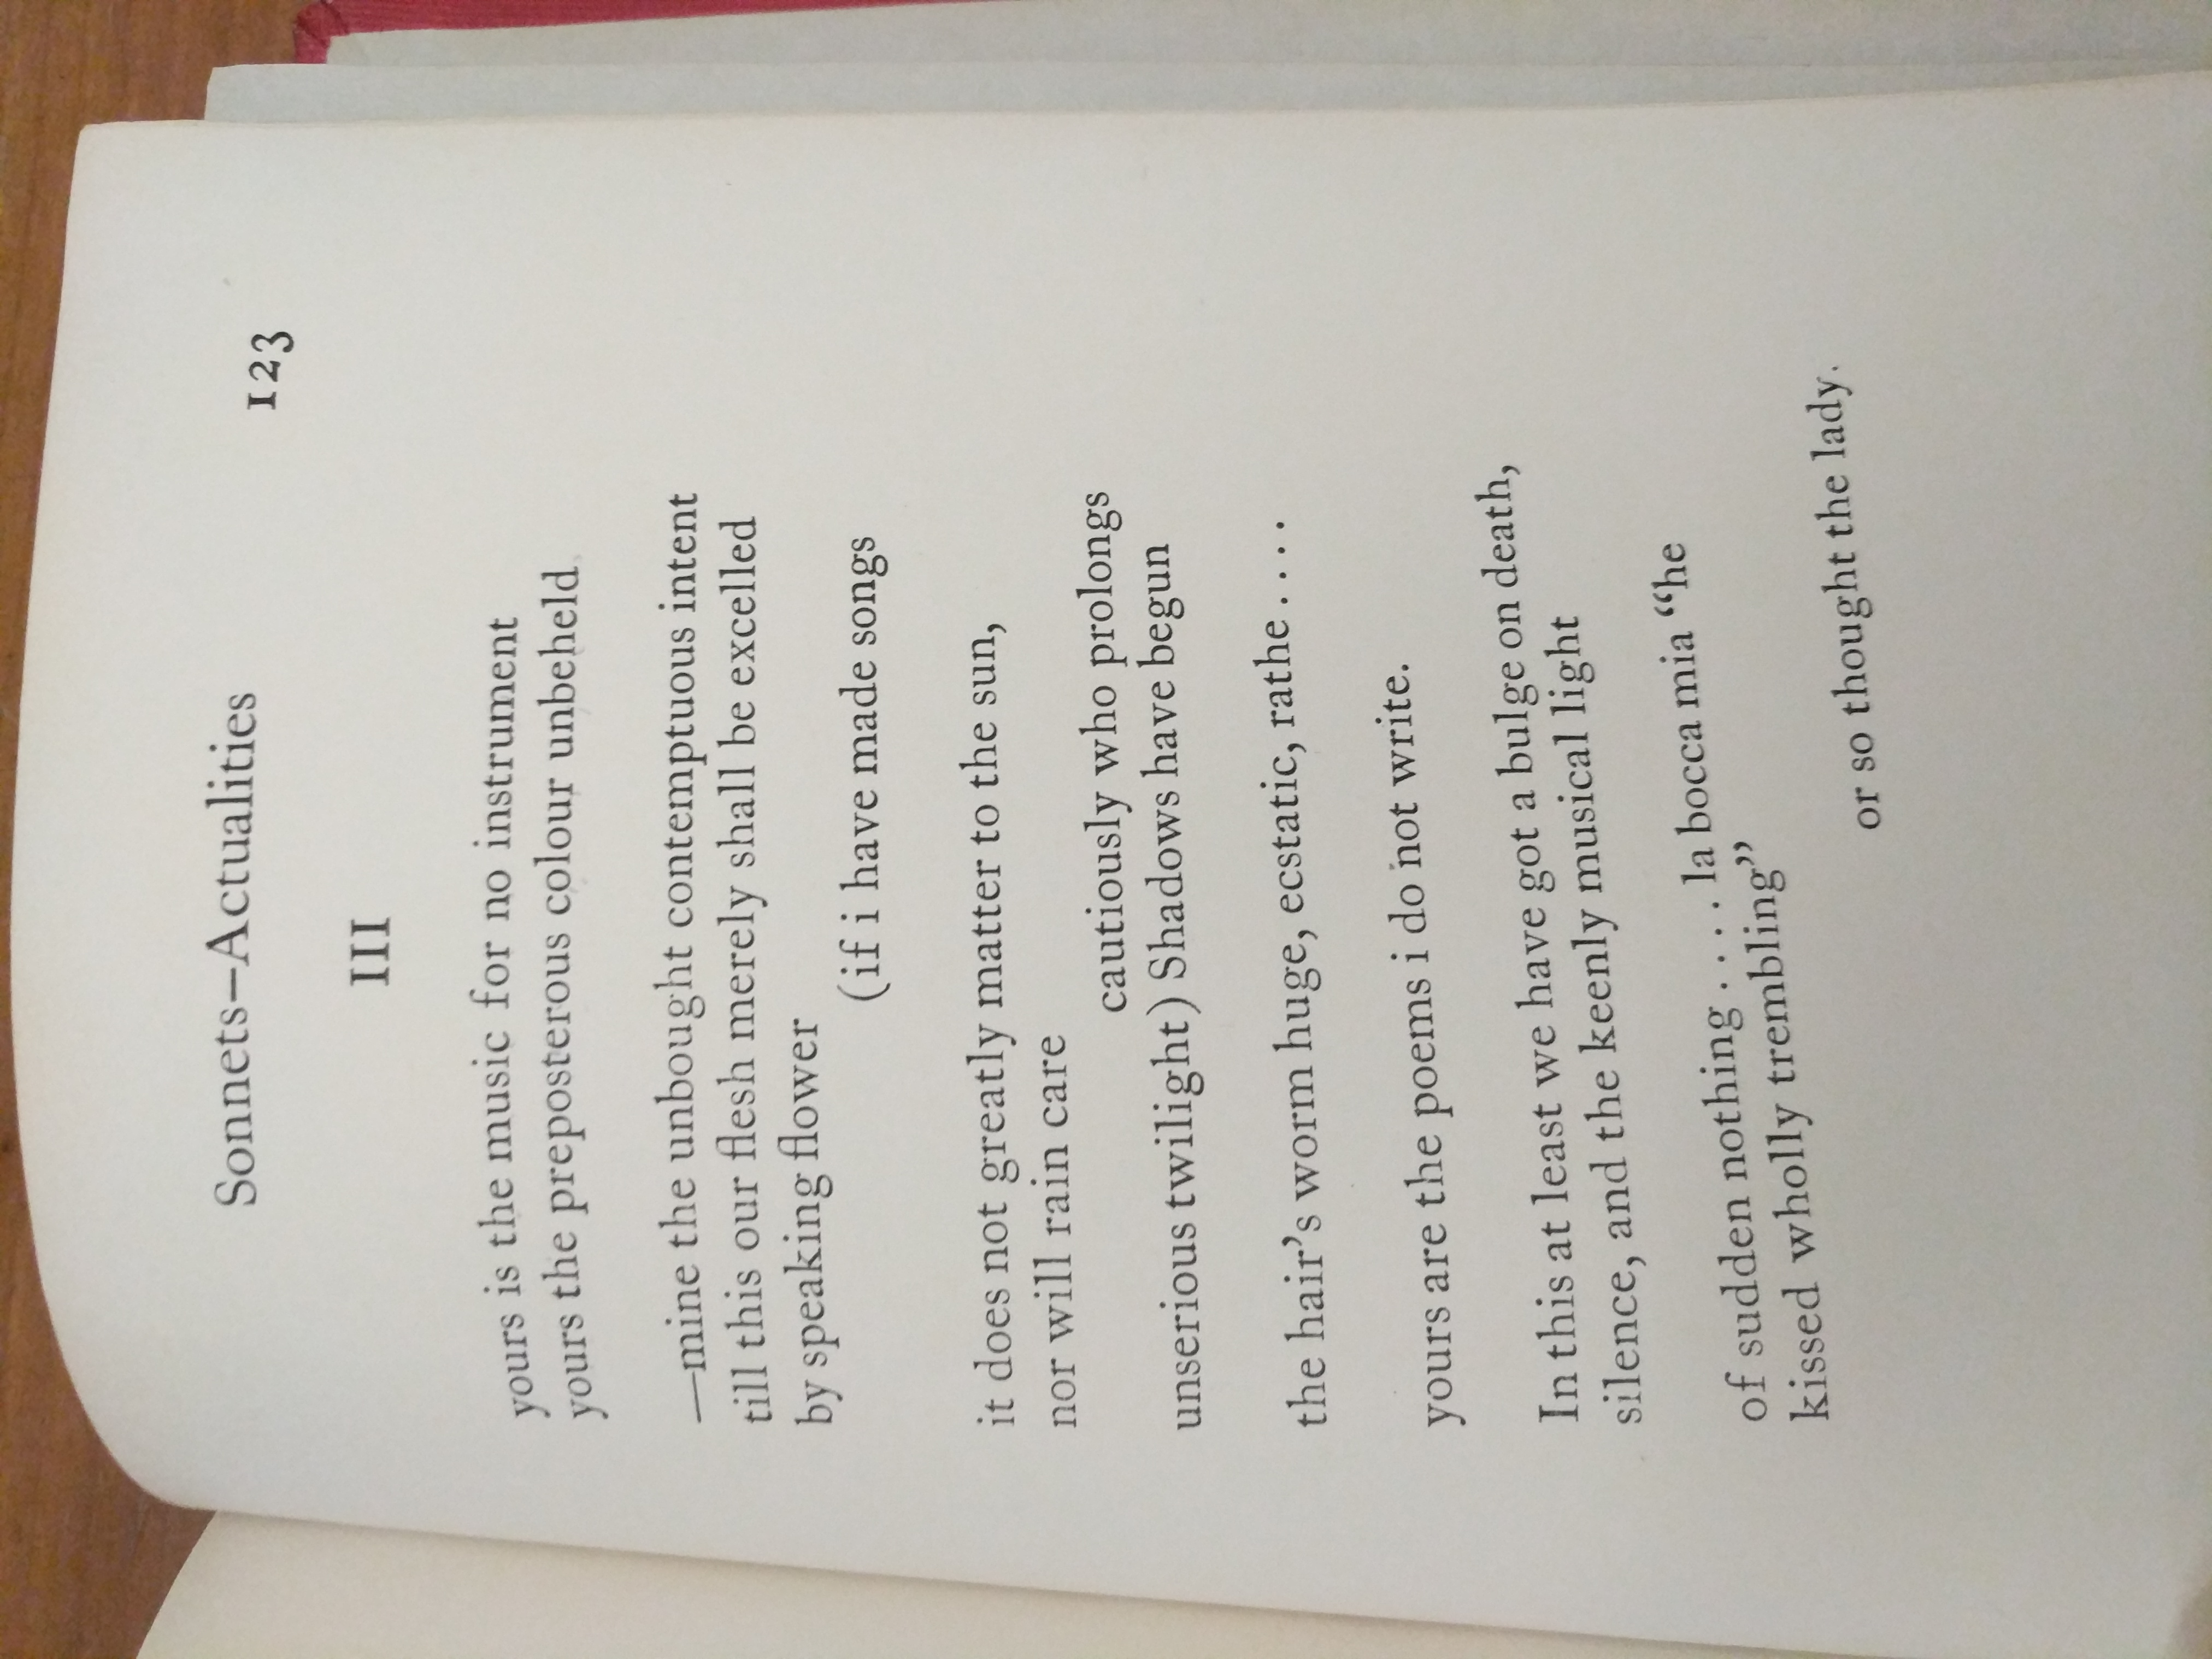 Sonnets—Actualities
123
III
yours is the music for no instrument
yours the preposterous colour unbeheld
—mine the unbought contemptuous intent
till this our flesh merely shall be excelled
by speaking flower
(if i have made songs
it does not greatly matter to the sun,
nor will rain care
cautiously who prolongs
unserious twilight) Shadows have begun
the hair’s worm huge, ecstatic, rathe . . . .
yours are the poems i do not write.
In this at least we have got a bulge on death,
silence, and the keenly musical light
of sudden nothing . . . . la bocca mia “he
kissed wholly trembling”
or so thought the lady.